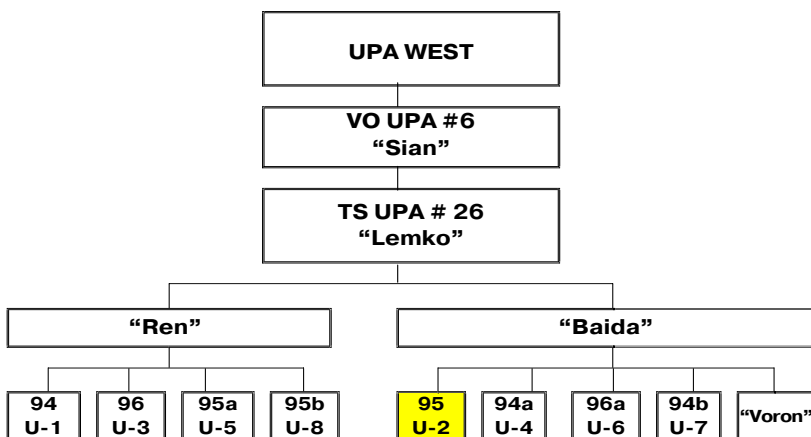 UPA WEST
VO UPA #6
“Sian”
TS UPA # 26
“Lemko”
“Ren”
“Baida”
94
U-1
96
U-3
95a
U-5
95b
U-8
95
U-2
94a
U-4
96a
U-6
94b
U-7
“Voron”